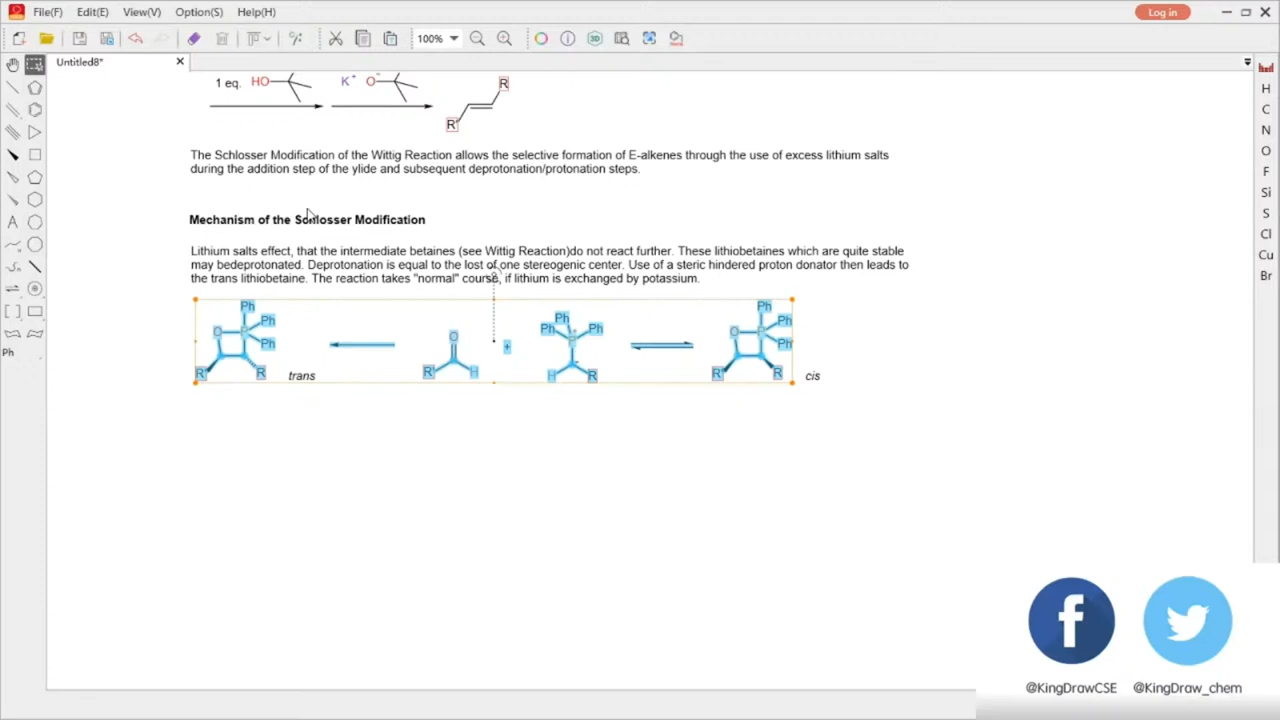 File(F) Edit(E) View(V) Option(S) Help(H) Log in
100%
Untitled8*
1 eq. HO K+ O- R
R'
The Schlosser Modification of the Wittig Reaction allows the selective formation of E-alkenes through the use of excess lithium salts
during the addition step of the ylide and subsequent deprotonation/protonation steps.
Mechanism of the Schlosser Modification
Lithium salts effect, that the intermediate betaines (see Wittig Reaction)do not react further. These lithiobetaines which are quite stable
may bedeprotonated. Deprotonation is equal to the lost of one stereogenic center. Use of a steric hindered proton donator then leads to
the trans lithiobetaine. The reaction takes "normal" course, if lithium is exchanged by potassium.
Ph Ph Ph O P R' R trans
O R' H + Ph Ph Ph P+ - H R
Ph Ph Ph O P R' R cis
A
Ph
3D
H
C
N
O
F
Si
S
Cl
Cu
Br
@KingDrawCSE @KingDraw_chem